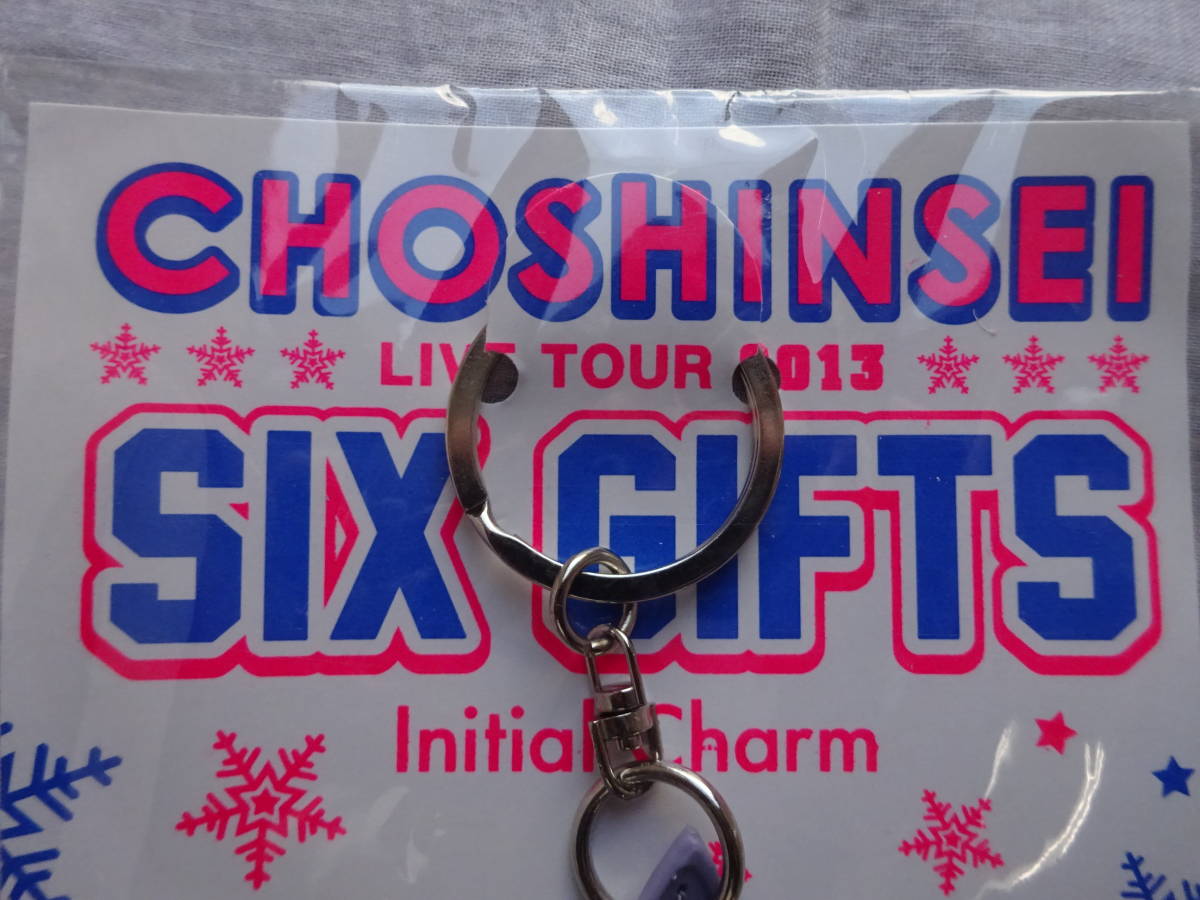 CHOSHINSEI
LIVE TOUR 2013
SIX GIFTS
Initial Charm